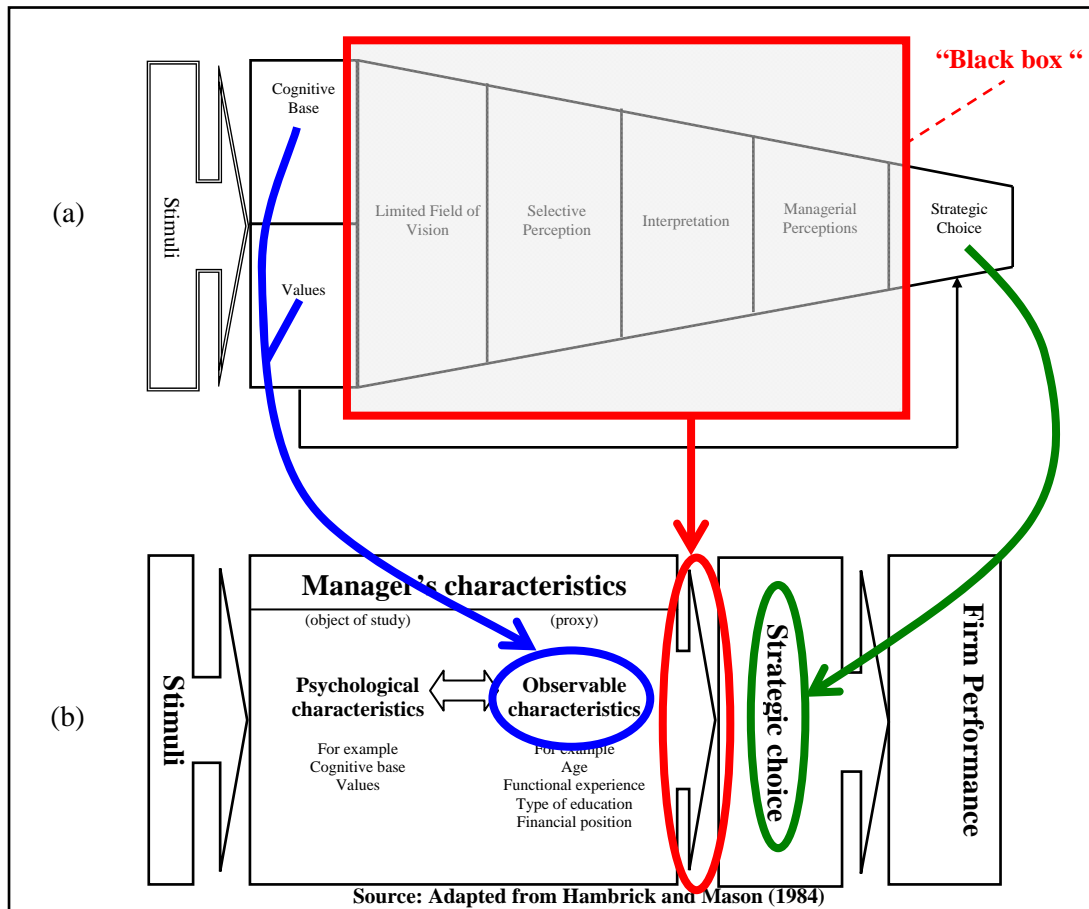 “Black box “
Cognitive
Base
(a)
Stimuli
Limited Field of
Vision
Selective
Perception
Interpretation
Managerial
Perceptions
Strategic
Choice
Values
Manager’s characteristics
(object of study)
(proxy)
Stimuli
Psychological
characteristics
Observable
characteristics
(b)
For example
Cognitive base
Values
For example
Age
Functional experience
Type of education
Financial position
Strategic choice
Firm Performance
Source: Adapted from Hambrick and Mason (1984)